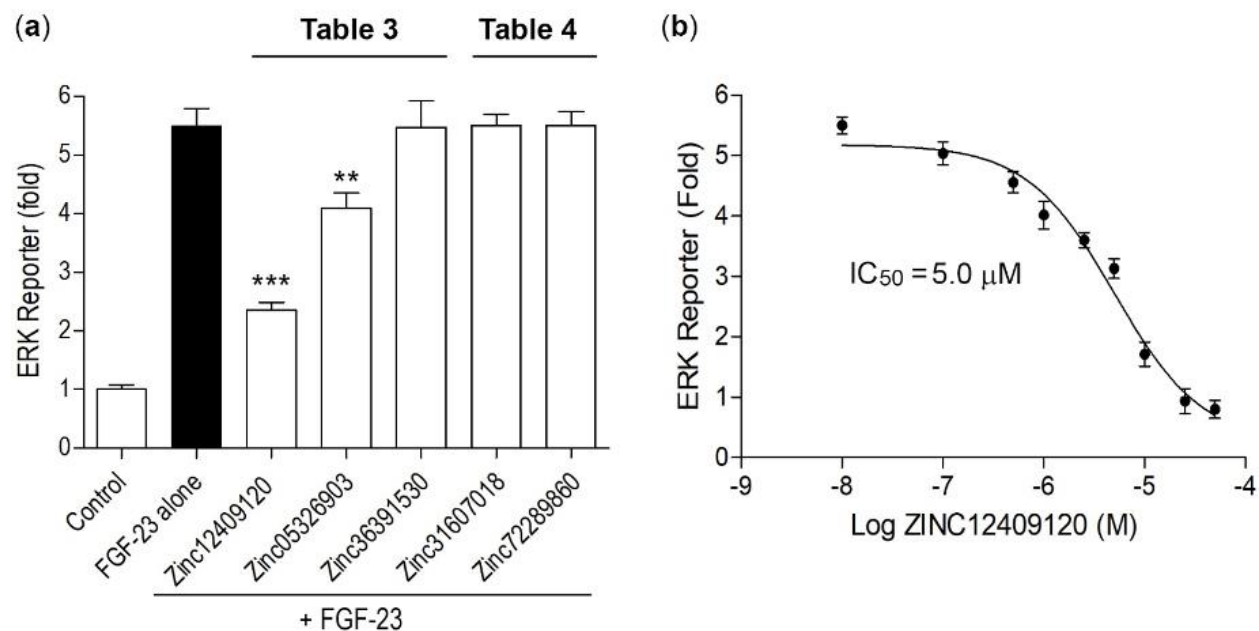 (a)
Table 3
Table 4
ERK Reporter (fold)
6
5
4
3
2
1
0
***
**
Control
FGF-23 alone
Zinc12409120
Zinc05326903
Zinc36391530
Zinc31607018
Zinc72289860
+ FGF-23
(b)
ERK Reporter (Fold)
6
5
4
3
2
1
0
IC50 = 5.0 μM
-9 -8 -7 -6 -5 -4
Log ZINC12409120 (M)